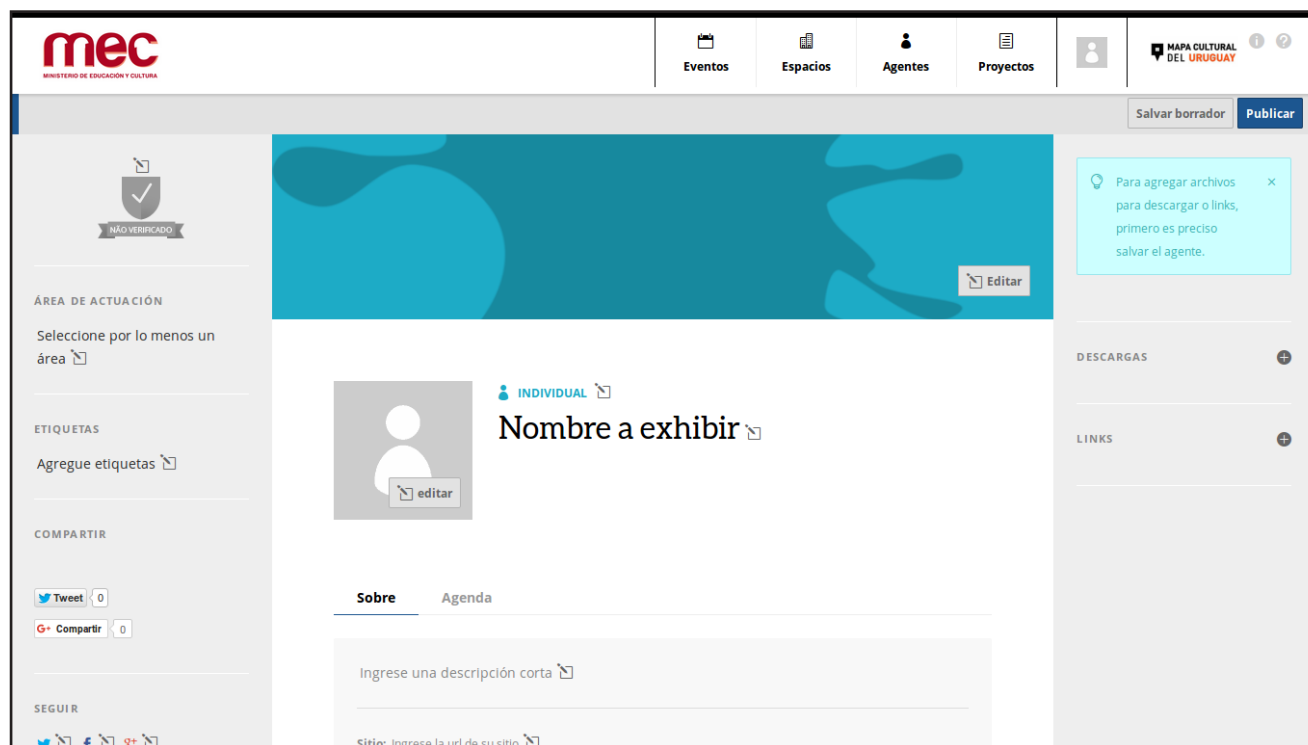 mec
MINISTERIO DE EDUCACIÓN Y CULTURA
Eventos
Espacios
Agentes
Proyectos
MAPA CULTURAL
DEL URUGUAY
Salvar borrador
Publicar
NÃO VERIFICADO
ÁREA DE ACTUACIÓN
Seleccione por lo menos un
área
ETIQUETAS
Agregue etiquetas
COMPARTIR
Tweet 0
G+ Compartir 0
SEGUIR
Editar
editar
INDIVIDUAL
Nombre a exhibir
Sobre
Agenda
Ingrese una descripción corta
Sitio: Ingrese la url de su sitio
Para agregar archivos
para descargar o links,
primero es preciso
salvar el agente.
DESCARGAS
LINKS